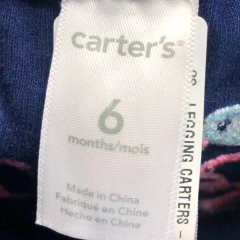 carter's®
6
months/mois
Made in China
Fabriqué en Chine
Hecho en China
LEGGING CARTERS -